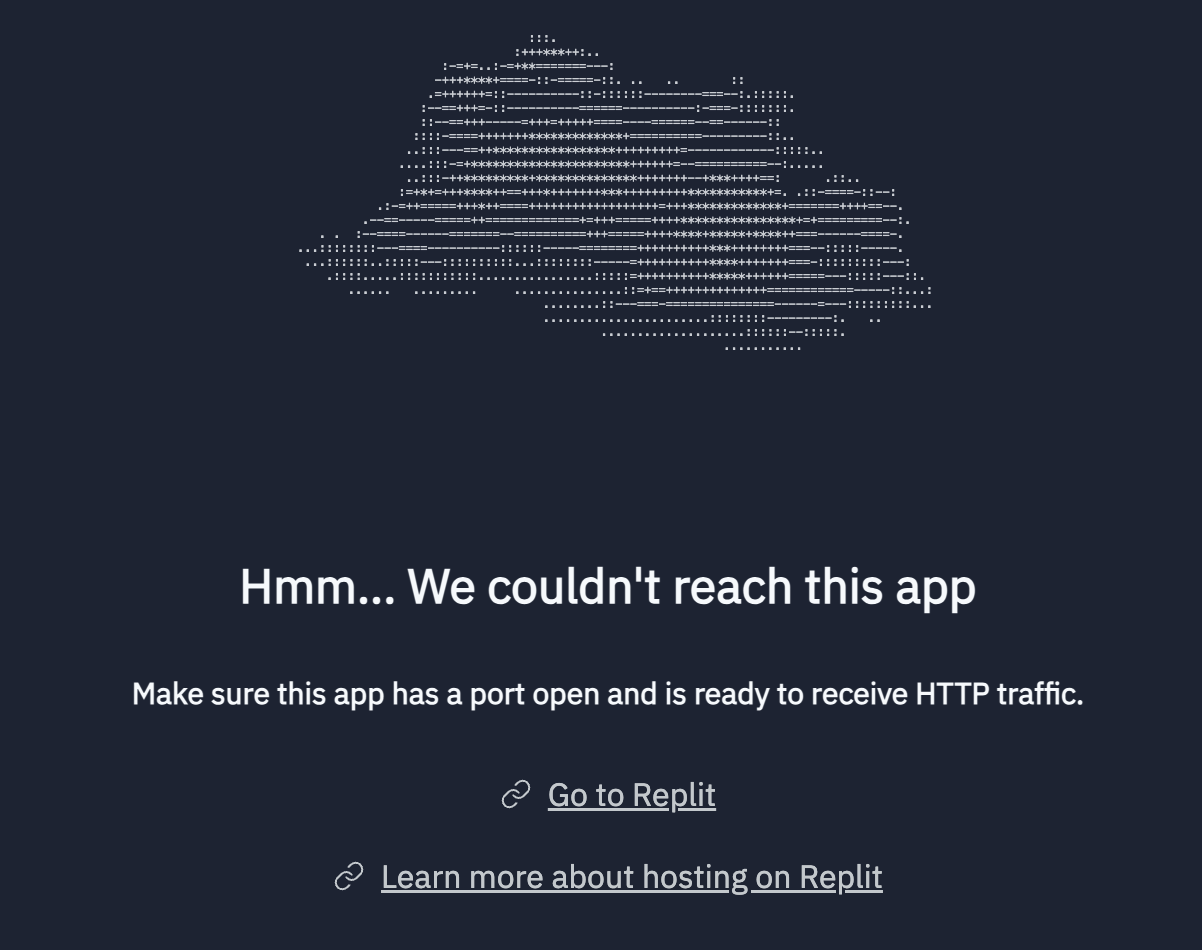 Hmm... We couldn't reach this app
Make sure this app has a port open and is ready to receive HTTP traffic.
Go to Replit
Learn more about hosting on Replit